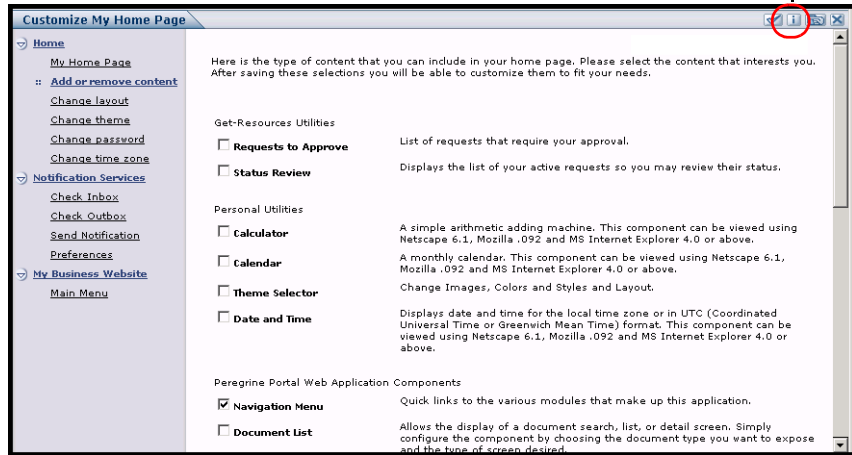 Customize My Home Page
Home
My Home Page
:: Add or remove content
Change layout
Change theme
Change password
Change time zone
Notification Services
Check Inbox
Check Outbox
Send Notification
Preferences
My Business Website
Main Menu
Here is the type of content that you can include in your home page. Please select the content that interests you.
After saving these selections you will be able to customize them to fit your needs.
Get-Resources Utilities
Requests to Approve
List of requests that require your approval.
Status Review
Displays the list of your active requests so you may review their status.
Personal Utilities
Calculator
A simple arithmetic adding machine. This component can be viewed using
Netscape 6.1, Mozilla .092 and MS Internet Explorer 4.0 or above.
Calendar
A monthly calendar. This component can be viewed using Netscape 6.1,
Mozilla .092 and MS Internet Explorer 4.0 or above.
Theme Selector
Change Images, Colors and Styles and Layout.
Date and Time
Displays date and time for the local time zone or in UTC (Coordinated
Universal Time or Greenwich Mean Time) format. This component can be
viewed using Netscape 6.1, Mozilla .092 and MS Internet Explorer 4.0 or
above.
Peregrine Portal Web Application Components
Navigation Menu
Quick links to the various modules that make up this application.
Document List
Allows the display of a document search, list, or detail screen. Simply
configure the component by choosing the document type you want to expose
and the type of screen desired.